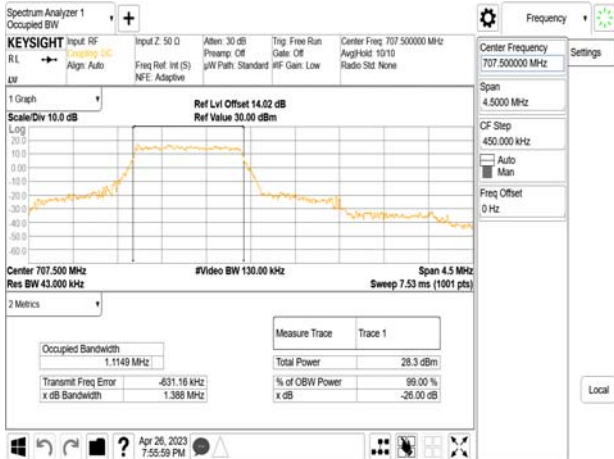 Spectrum Analyzer 1
Occupied BW
Frequency
KEYSIGHT
Input: RF
Input Z: 50 Ω
Atten: 30 dB
Trig: Free Run
Center Freq: 707.500000 MHz
RL
Coupling: DC
Preamp: Off
Gate: Off
Avg|Hold: 10/10
Align: Auto
Freq Ref: Int (S)
µW Path: Standard
#IF Gain: Low
Radio Std: None
NFE: Adaptive
Center Frequency
707.500000 MHz
Settings
Span
4.5000 MHz
CF Step
450.000 kHz
Auto
Man
Freq Offset
0 Hz
Local
1 Graph
Ref Lvl Offset 14.02 dB
Scale/Div 10.0 dB
Ref Value 30.00 dBm
Log
20.0
10.0
0.00
-10.0
-20.0
-30.0
-40.0
-50.0
-60.0
Center 707.500 MHz
#Video BW 130.00 kHz
Span 4.5 MHz
Res BW 43.000 kHz
Sweep 7.53 ms (1001 pts)
2 Metrics
Measure Trace
Trace 1
Occupied Bandwidth
1.1149 MHz
Total Power
28.3 dBm
Transmit Freq Error
-631.16 kHz
% of OBW Power
99.00 %
x dB Bandwidth
1.388 MHz
x dB
-26.00 dB
?
Apr 26, 2023
7:55:59 PM